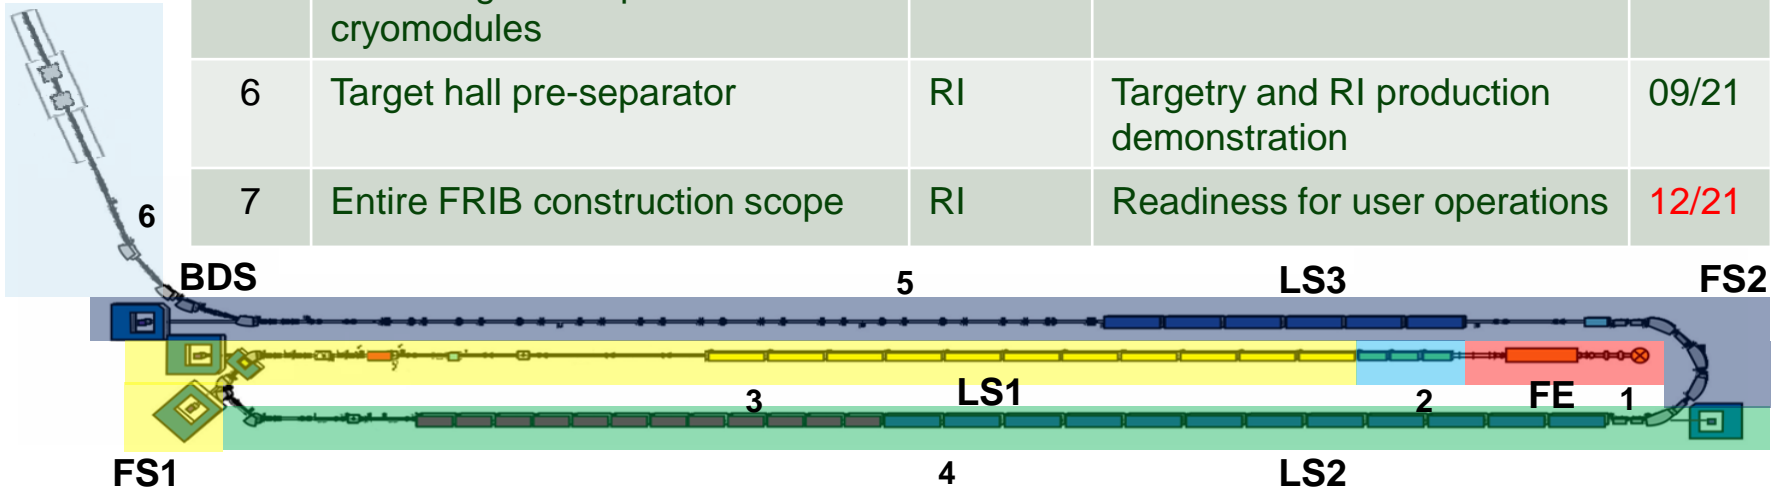 cryomodules
6 Target hall pre-separator RI Targetry and RI production 09/21
demonstration
7 Entire FRIB construction scope RI Readiness for user operations 12/21
6
BDS 5 LS3 FS2
3 LS1 2 FE 1
FS1 4 LS2